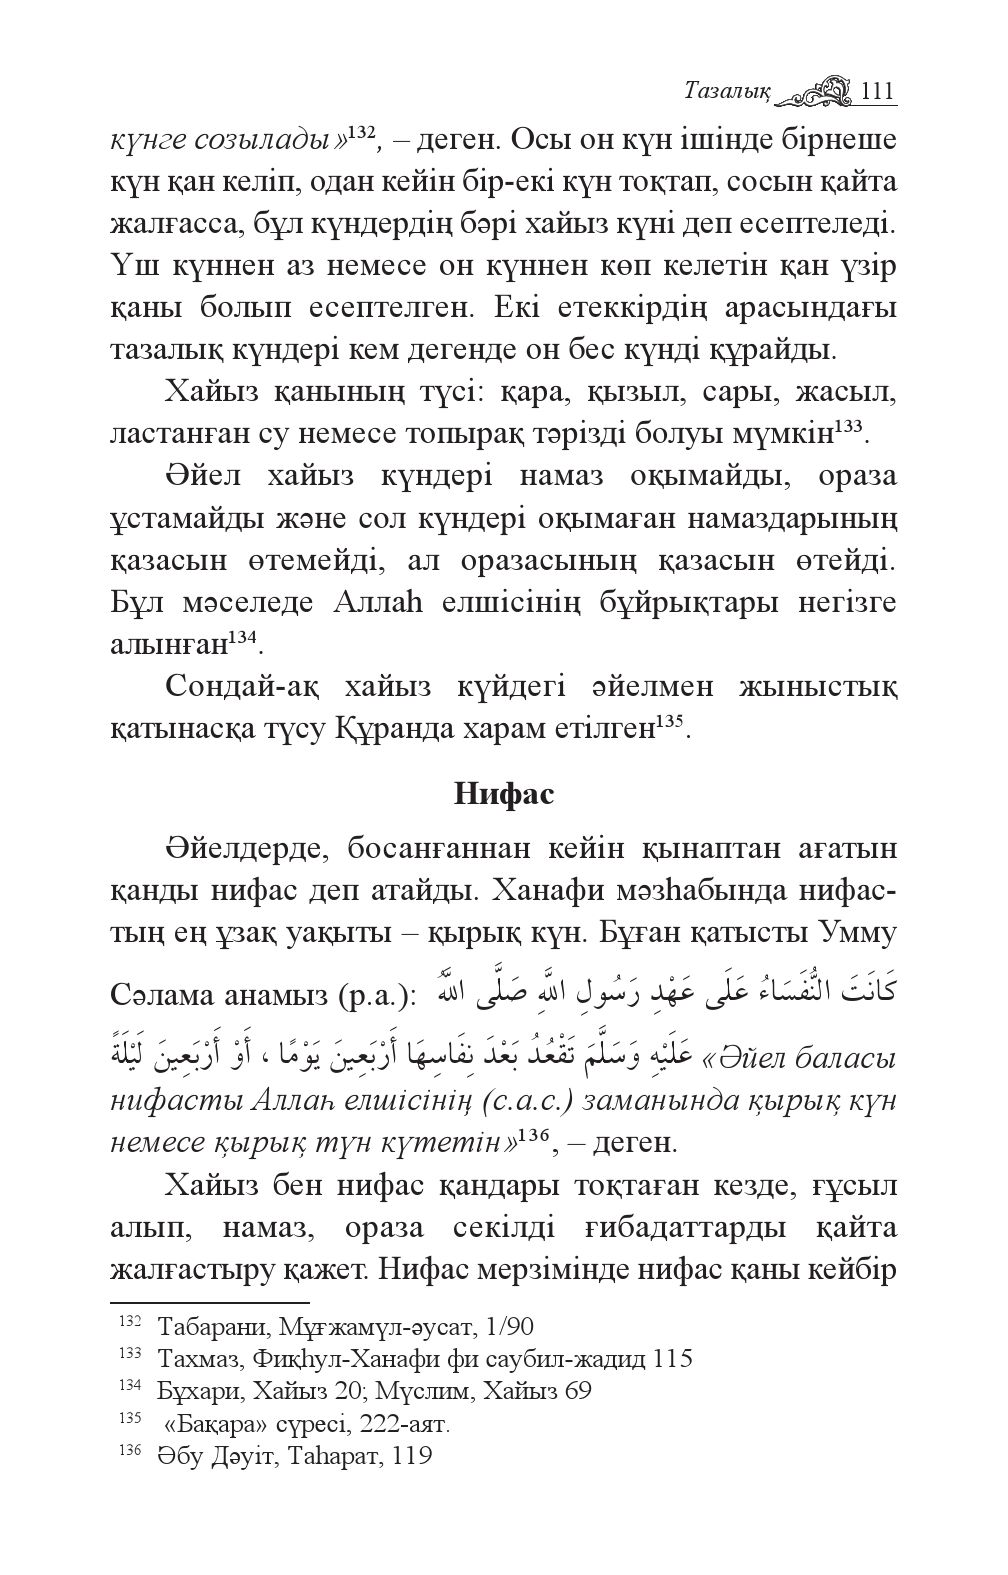 Тазалық 111
күнге созылады»¹³², – деген. Осы он күн ішінде бірнеше
күн қан келіп, одан кейін бір-екі күн тоқтап, сосын қайта
жалғасса, бұл күндердің бәрі хайыз күні деп есептеледі.
Үш күннен аз немесе он күннен көп келетін қан үзір
қаны болып есептелген. Екі етеккірдің арасындағы
тазалық күндері кем дегенде он бес күнді құрайды.
Хайыз қанының түсі: қара, қызыл, сары, жасыл,
ластанған су немесе топырақ тәрізді болуы мүмкін¹³³.
Әйел хайыз күндері намаз оқымайды, ораза
ұстамайды және сол күндері оқымаған намаздарының
қазасын өтемейді, ал оразасының қазасын өтейді.
Бұл мәселеде Аллаһ елшісінің бұйрықтары негізге
алынған¹³⁴.
Сондай-ақ хайыз күйдегі әйелмен жыныстық
қатынасқа түсу Құранда харам етілген¹³⁵.
Нифас
Әйелдерде, босанғаннан кейін қынаптан ағатын
қанды нифас деп атайды. Ханафи мәзһабында нифас-
тың ең ұзақ уақыты – қырық күн. Бұған қатысты Умму
Сәлама анамыз (р.а.): كَانَتَ النُّفَسَاءُ عَلَى عَهْدِ رَسُولِ اللَّهِ صَلَّى اللَّهُ
عَلَيْهِ وَسَلَّمَ تَقْعُدُ بَعْدَ نِفَاسِهَا أَرْبَعِينَ يَوْمًا ، أَوْ أَرْبَعِينَ لَيْلَةً «Әйел баласы
нифасты Аллаһ елшісінің (с.а.с.) заманында қырық күн
немесе қырық түн күтетін»¹³⁶, – деген.
Хайыз бен нифас қандары тоқтаған кезде, ғұсыл
алып, намаз, ораза секілді ғибадаттарды қайта
жалғастыру қажет. Нифас мерзімінде нифас қаны кейбір
¹³² Табарани, Мұғжамүл-әусат, 1/90
¹³³ Тахмаз, Фиқһул-Ханафи фи саубил-жадид 115
¹³⁴ Бұхари, Хайыз 20; Мүслим, Хайыз 69
¹³⁵ «Бақара» сүресі, 222-аят.
¹³⁶ Әбу Дәуіт, Таһарат, 119